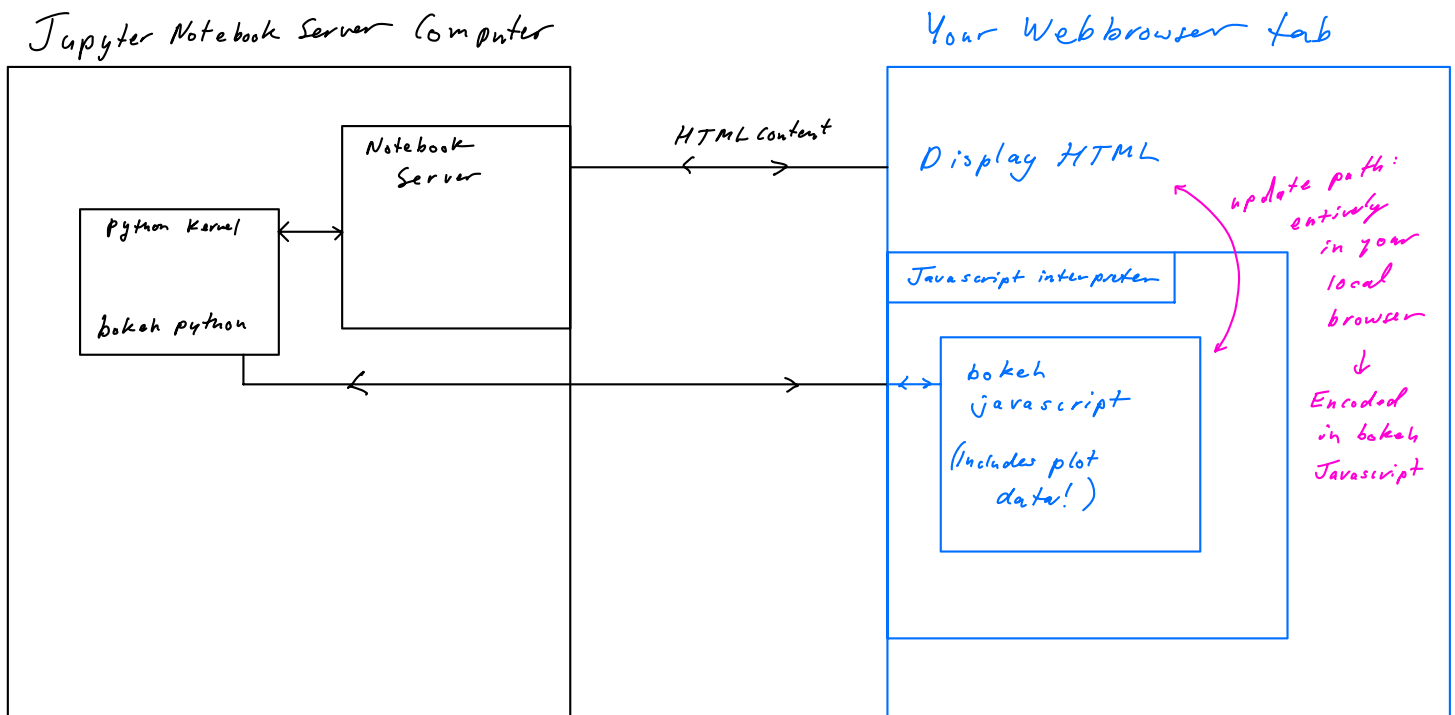 Jupyter Notebook Server Computer
Your Webbrowser tab
Notebook
Server
python kernel
bokeh python
HTML content
Display HTML
Javascript interpreter
bokeh
javascript
(Includes plot
data!)
update path:
entirely
in your
local
browser
Encoded
in bokeh
Javascript